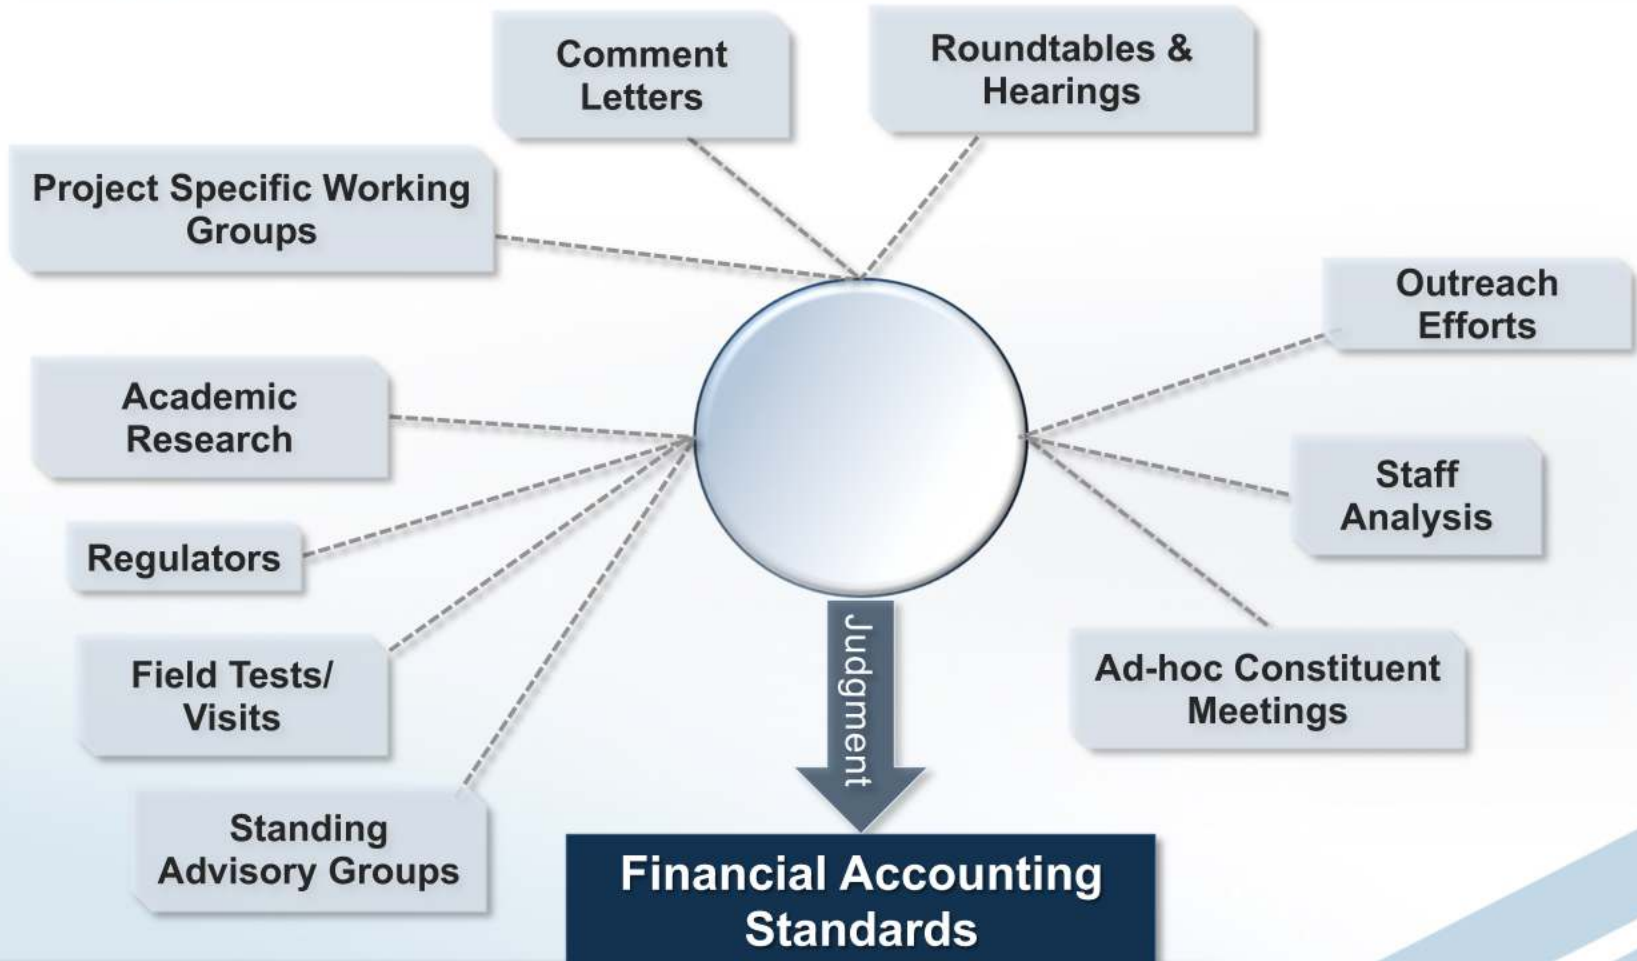 Comment
Letters
Roundtables &
Hearings
Project Specific Working
Groups
Outreach
Efforts
Academic
Research
Staff
Analysis
Regulators
Field Tests/
Visits
Ad-hoc Constituent
Meetings
Judgment
Standing
Advisory Groups
Financial Accounting
Standards